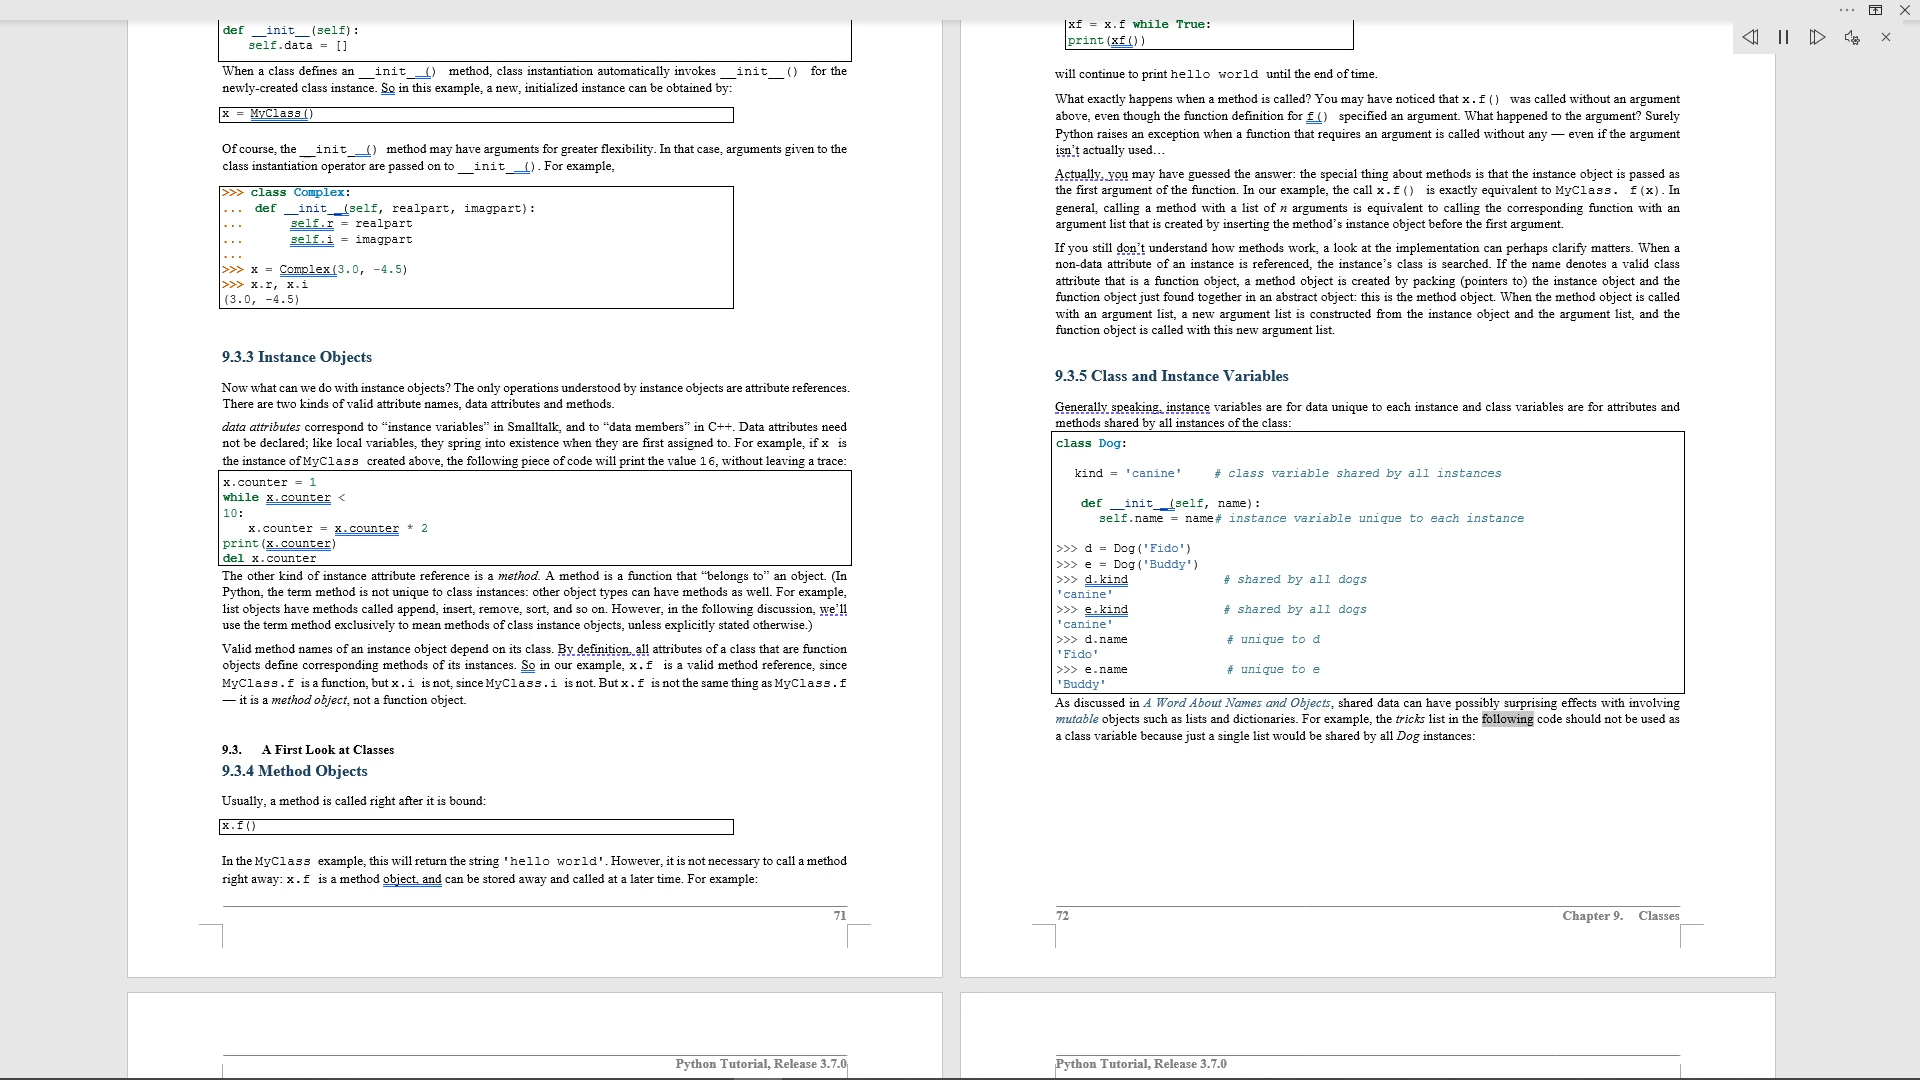 def __init__(self):
self.data = []
When a class defines an __init__() method, class instantiation automatically invokes __init__() for the
newly-created class instance. So in this example, a new, initialized instance can be obtained by:
x = MyClass()
Of course, the __init__() method may have arguments for greater flexibility. In that case, arguments given to the
class instantiation operator are passed on to __init__(). For example,
>>> class Complex:
... def __init__(self, realpart, imagpart):
... self.r = realpart
... self.i = imagpart
...
>>> x = Complex(3.0, -4.5)
>>> x.r, x.i
(3.0, -4.5)
9.3.3 Instance Objects
Now what can we do with instance objects? The only operations understood by instance objects are attribute references.
There are two kinds of valid attribute names, data attributes and methods.
data attributes correspond to “instance variables” in Smalltalk, and to “data members” in C++. Data attributes need
not be declared; like local variables, they spring into existence when they are first assigned to. For example, if x is
the instance of MyClass created above, the following piece of code will print the value 16, without leaving a trace:
x.counter = 1
while x.counter <
10:
x.counter = x.counter * 2
print(x.counter)
del x.counter
The other kind of instance attribute reference is a method. A method is a function that “belongs to” an object. (In
Python, the term method is not unique to class instances: other object types can have methods as well. For example,
list objects have methods called append, insert, remove, sort, and so on. However, in the following discussion, we’ll
use the term method exclusively to mean methods of class instance objects, unless explicitly stated otherwise.)
Valid method names of an instance object depend on its class. By definition, all attributes of a class that are function
objects define corresponding methods of its instances. So in our example, x.f is a valid method reference, since
MyClass.f is a function, but x.i is not, since MyClass.i is not. But x.f is not the same thing as MyClass.f
— it is a method object, not a function object.
9.3. A First Look at Classes
9.3.4 Method Objects
Usually, a method is called right after it is bound:
x.f()
In the MyClass example, this will return the string 'hello world'. However, it is not necessary to call a method
right away: x.f is a method object, and can be stored away and called at a later time. For example:
71
xf = x.f while True:
print(xf())
will continue to print hello world until the end of time.
What exactly happens when a method is called? You may have noticed that x.f() was called without an argument
above, even though the function definition for f() specified an argument. What happened to the argument? Surely
Python raises an exception when a function that requires an argument is called without any — even if the argument
isn’t actually used…
Actually, you may have guessed the answer: the special thing about methods is that the instance object is passed as
the first argument of the function. In our example, the call x.f() is exactly equivalent to MyClass. f(x). In
general, calling a method with a list of n arguments is equivalent to calling the corresponding function with an
argument list that is created by inserting the method’s instance object before the first argument.
If you still don’t understand how methods work, a look at the implementation can perhaps clarify matters. When a
non-data attribute of an instance is referenced, the instance’s class is searched. If the name denotes a valid class
attribute that is a function object, a method object is created by packing (pointers to) the instance object and the
function object just found together in an abstract object: this is the method object. When the method object is called
with an argument list, a new argument list is constructed from the instance object and the argument list, and the
function object is called with this new argument list.
9.3.5 Class and Instance Variables
Generally speaking, instance variables are for data unique to each instance and class variables are for attributes and
methods shared by all instances of the class:
class Dog:
kind = 'canine' # class variable shared by all instances
def __init__(self, name):
self.name = name# instance variable unique to each instance
>>> d = Dog('Fido')
>>> e = Dog('Buddy')
>>> d.kind # shared by all dogs
'canine'
>>> e.kind # shared by all dogs
'canine'
>>> d.name # unique to d
'Fido'
>>> e.name # unique to e
'Buddy'
As discussed in A Word About Names and Objects, shared data can have possibly surprising effects with involving
mutable objects such as lists and dictionaries. For example, the tricks list in the following code should not be used as
a class variable because just a single list would be shared by all Dog instances:
72 Chapter 9. Classes
Python Tutorial, Release 3.7.0
Python Tutorial, Release 3.7.0